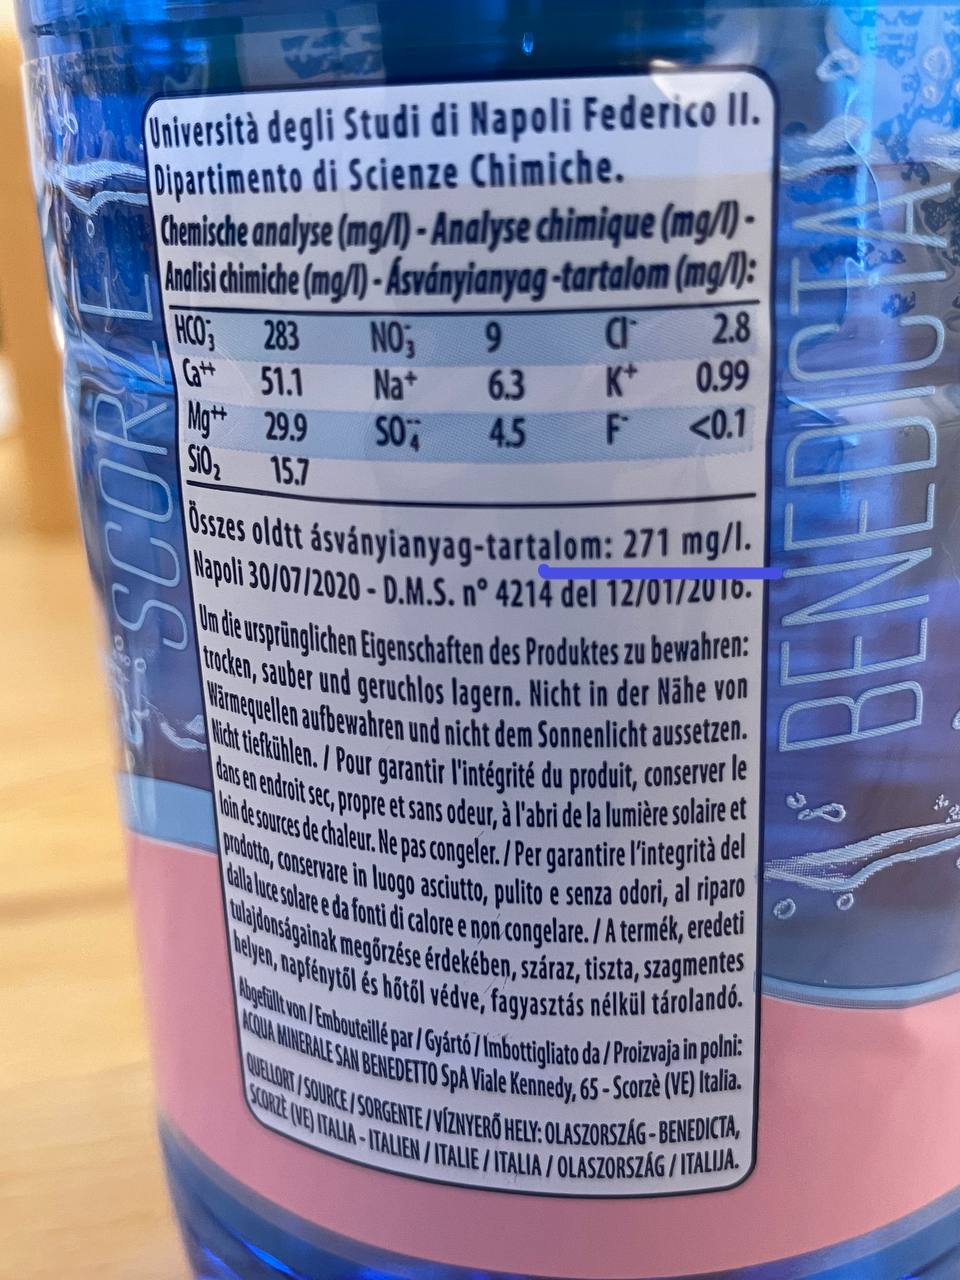 Università degli Studi di Napoli Federico II.
Dipartimento di Scienze Chimiche.
Chemische analyse (mg/l) - Analyse chimique (mg/l) -
Analisi chimiche (mg/l) - Ásványianyag -tartalom (mg/l):
HCO₃⁻ 283 NO₃⁻ 9 Cl⁻ 2.8
Ca⁺⁺ 51.1 Na⁺ 6.3 K⁺ 0.99
Mg⁺⁺ 29.9 SO₄⁻⁻ 4.5 F⁻ <0.1
SiO₂ 15.7
Összes oldtt ásványianyag-tartalom: 271 mg/l.
Napoli 30/07/2020 - D.M.S. n° 4214 del 12/01/2016.
Um die ursprünglichen Eigenschaften des Produktes zu bewahren:
trocken, sauber und geruchlos lagern. Nicht in der Nähe von
Wärmequellen aufbewahren und nicht dem Sonnenlicht aussetzen.
Nicht tiefkühlen. / Pour garantir l'intégrité du produit, conserver le
dans en endroit sec, propre et sans odeur, à l'abri de la lumière solaire et
loin de sources de chaleur. Ne pas congeler. / Per garantire l'integrità del
prodotto, conservare in luogo asciutto, pulito e senza odori, al riparo
dalla luce solare e da fonti di calore e non congelare. / A termék, eredeti
tulajdonságainak megőrzése érdekében, száraz, tiszta, szagmentes
helyen, napfénytől és hőtől védve, fagyasztás nélkül tárolandó.
Abgefüllt von / Embouteillé par / Gyártó / Imbottigliato da / Proizvaja in polni:
ACQUA MINERALE SAN BENEDETTO SpA Viale Kennedy, 65 - Scorzè (VE) Italia.
QUELLORT / SOURCE / SORGENTE / VÍZNYERŐ HELY: OLASZORSZÁG - BENEDICTA,
SCORZÈ (VE) ITALIA - ITALIEN / ITALIE / ITALIA / OLASZORSZÁG / ITALIJA.
SCORZÈ
BENEDICTA